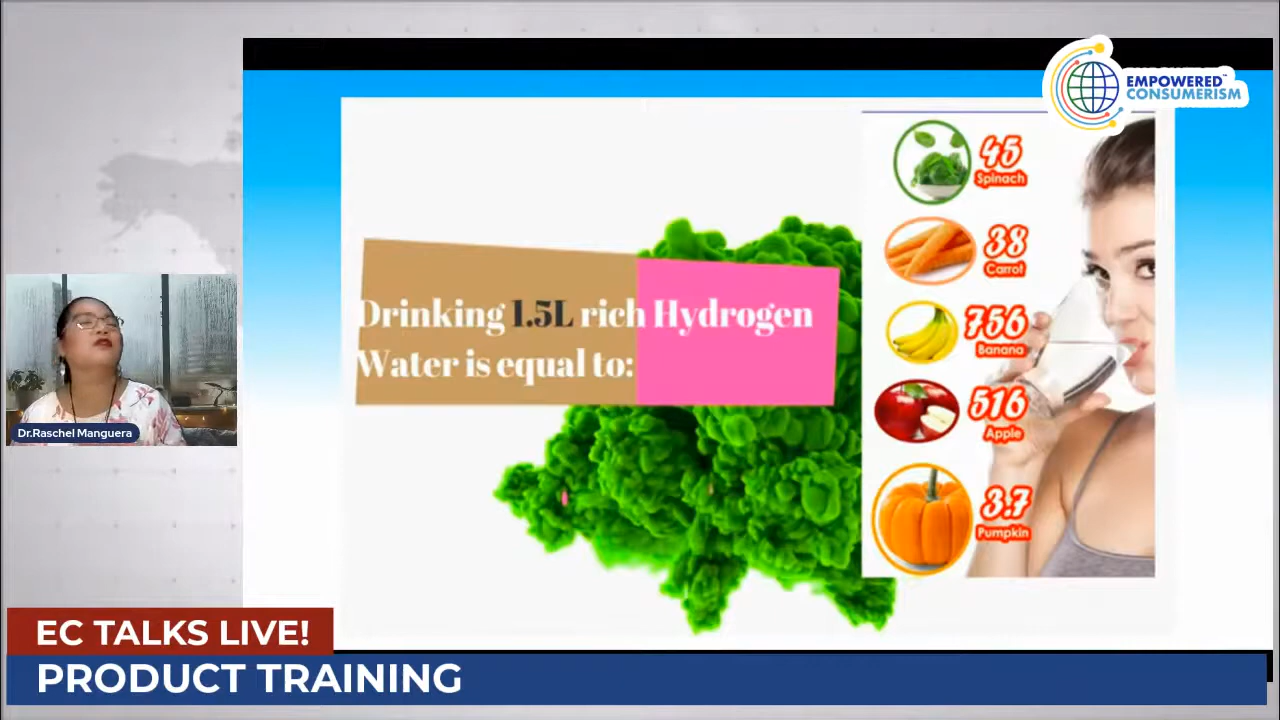 EMPOWERED™
CONSUMERISM
45
Spinach
38
Carrot
Drinking 1.5L rich Hydrogen
Water is equal to:
756
Banana
516
Apple
3.7
Pumpkin
Dr.Raschel Manguera
EC TALKS LIVE!
PRODUCT TRAINING